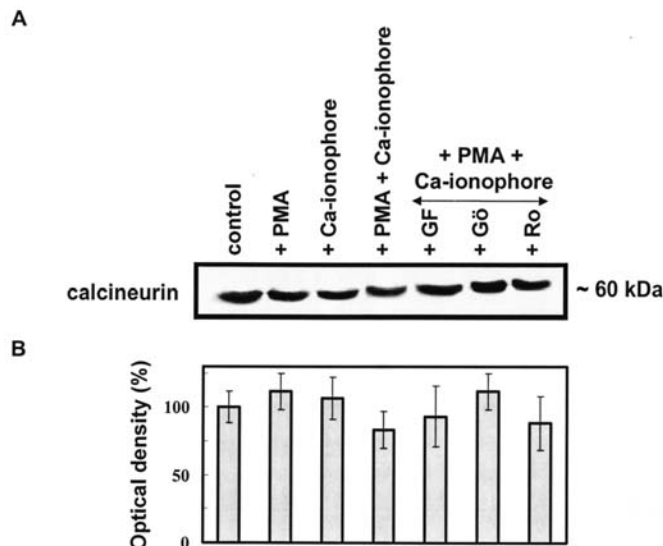 A
control
+ PMA
+ Ca-ionophore
+ PMA + Ca-ionophore
+ PMA +
Ca-ionophore
+ GF
+ Gö
+ Ro
calcineurin
~ 60 kDa
B
Optical density (%)
100
50
0